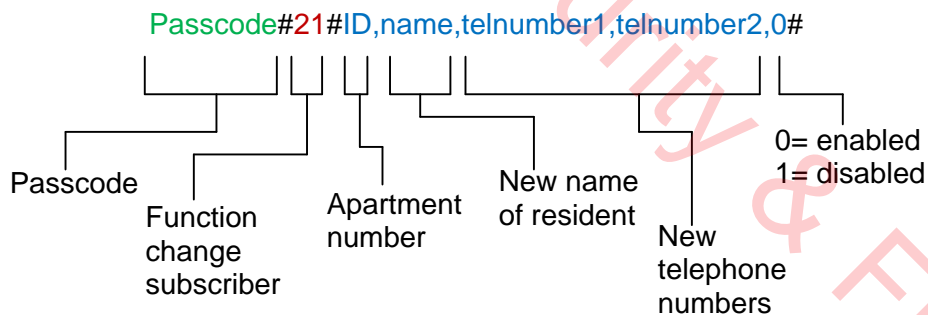 Passcode#21#ID,name,telnumber1,telnumber2,0#
0= enabled
1= disabled
Passcode
New name
of resident
Apartment
number
Function
change
subscriber
New
telephone
numbers
urity & F